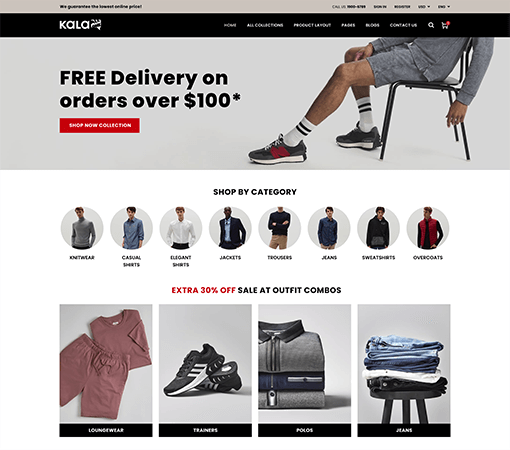 We guarantee the lowest online price!
CALL US: 1900-6789 SIGN IN REGISTER USD ENG
KALA
HOME ALL COLLECTIONS PRODUCT LAYOUT PAGES BLOGS CONTACT US
FREE Delivery on
orders over $100*
SHOP NOW COLLECTION
SHOP BY CATEGORY
KNITWEAR
CASUAL
SHIRTS
ELEGANT
SHIRTS
JACKETS
TROUSERS
JEANS
SWEATSHIRTS
OVERCOATS
EXTRA 30% OFF SALE AT OUTFIT COMBOS
LOUNGEWEAR
TRAINERS
POLOS
JEANS